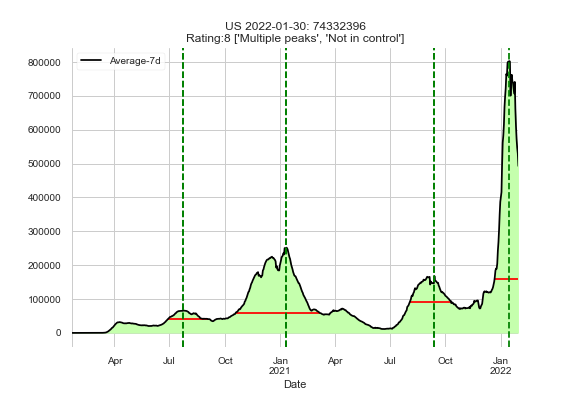 US 2022-01-30: 74332396
Rating:8 ['Multiple peaks', 'Not in control']
Average-7d
800000
700000
600000
500000
400000
300000
200000
100000
0
Apr Jul Oct Jan Apr Jul Oct Jan
2021 2022
Date